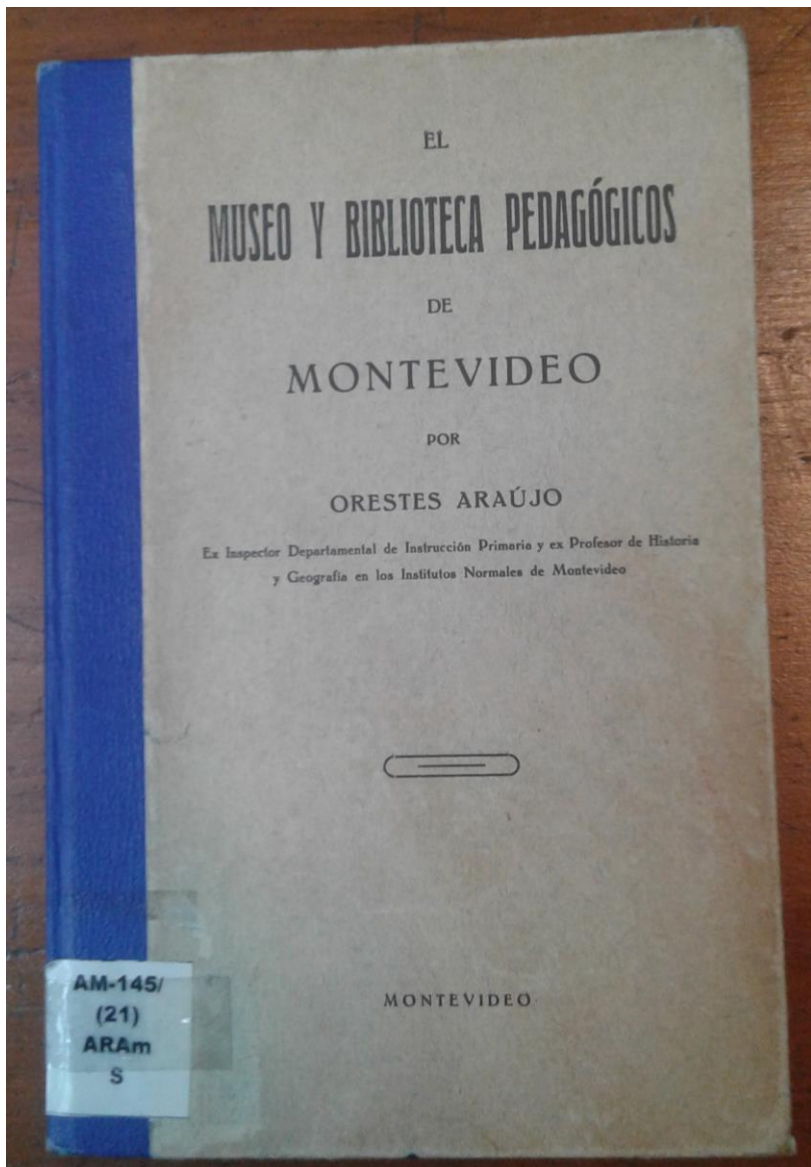 EL
MUSEO Y BIBLIOTECA PEDAGÓGICOS
DE
MONTEVIDEO
POR
ORESTES ARAÚJO
Ex Inspector Departamental de Instrucción Primaria y ex Profesor de Historia
y Geografía en los Institutos Normales de Montevideo
MONTEVIDEO
AM-145/
(21)
ARAm
S